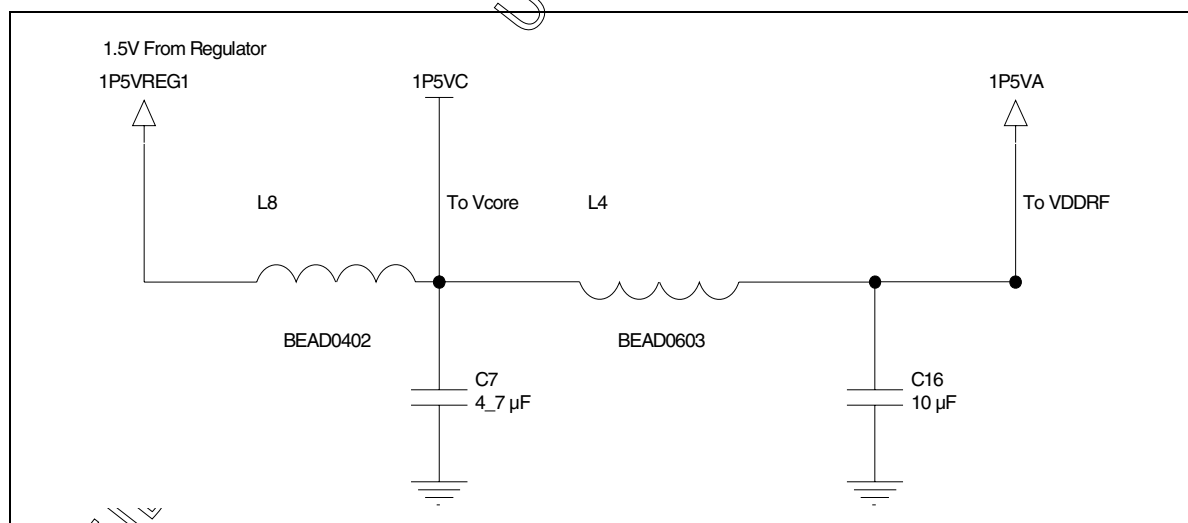 1.5V From Regulator
1P5VREG1
1P5VC
1P5VA
L8
To Vcore
L4
To VDDRF
BEAD0402
BEAD0603
C7
4_7 µF
C16
10 µF